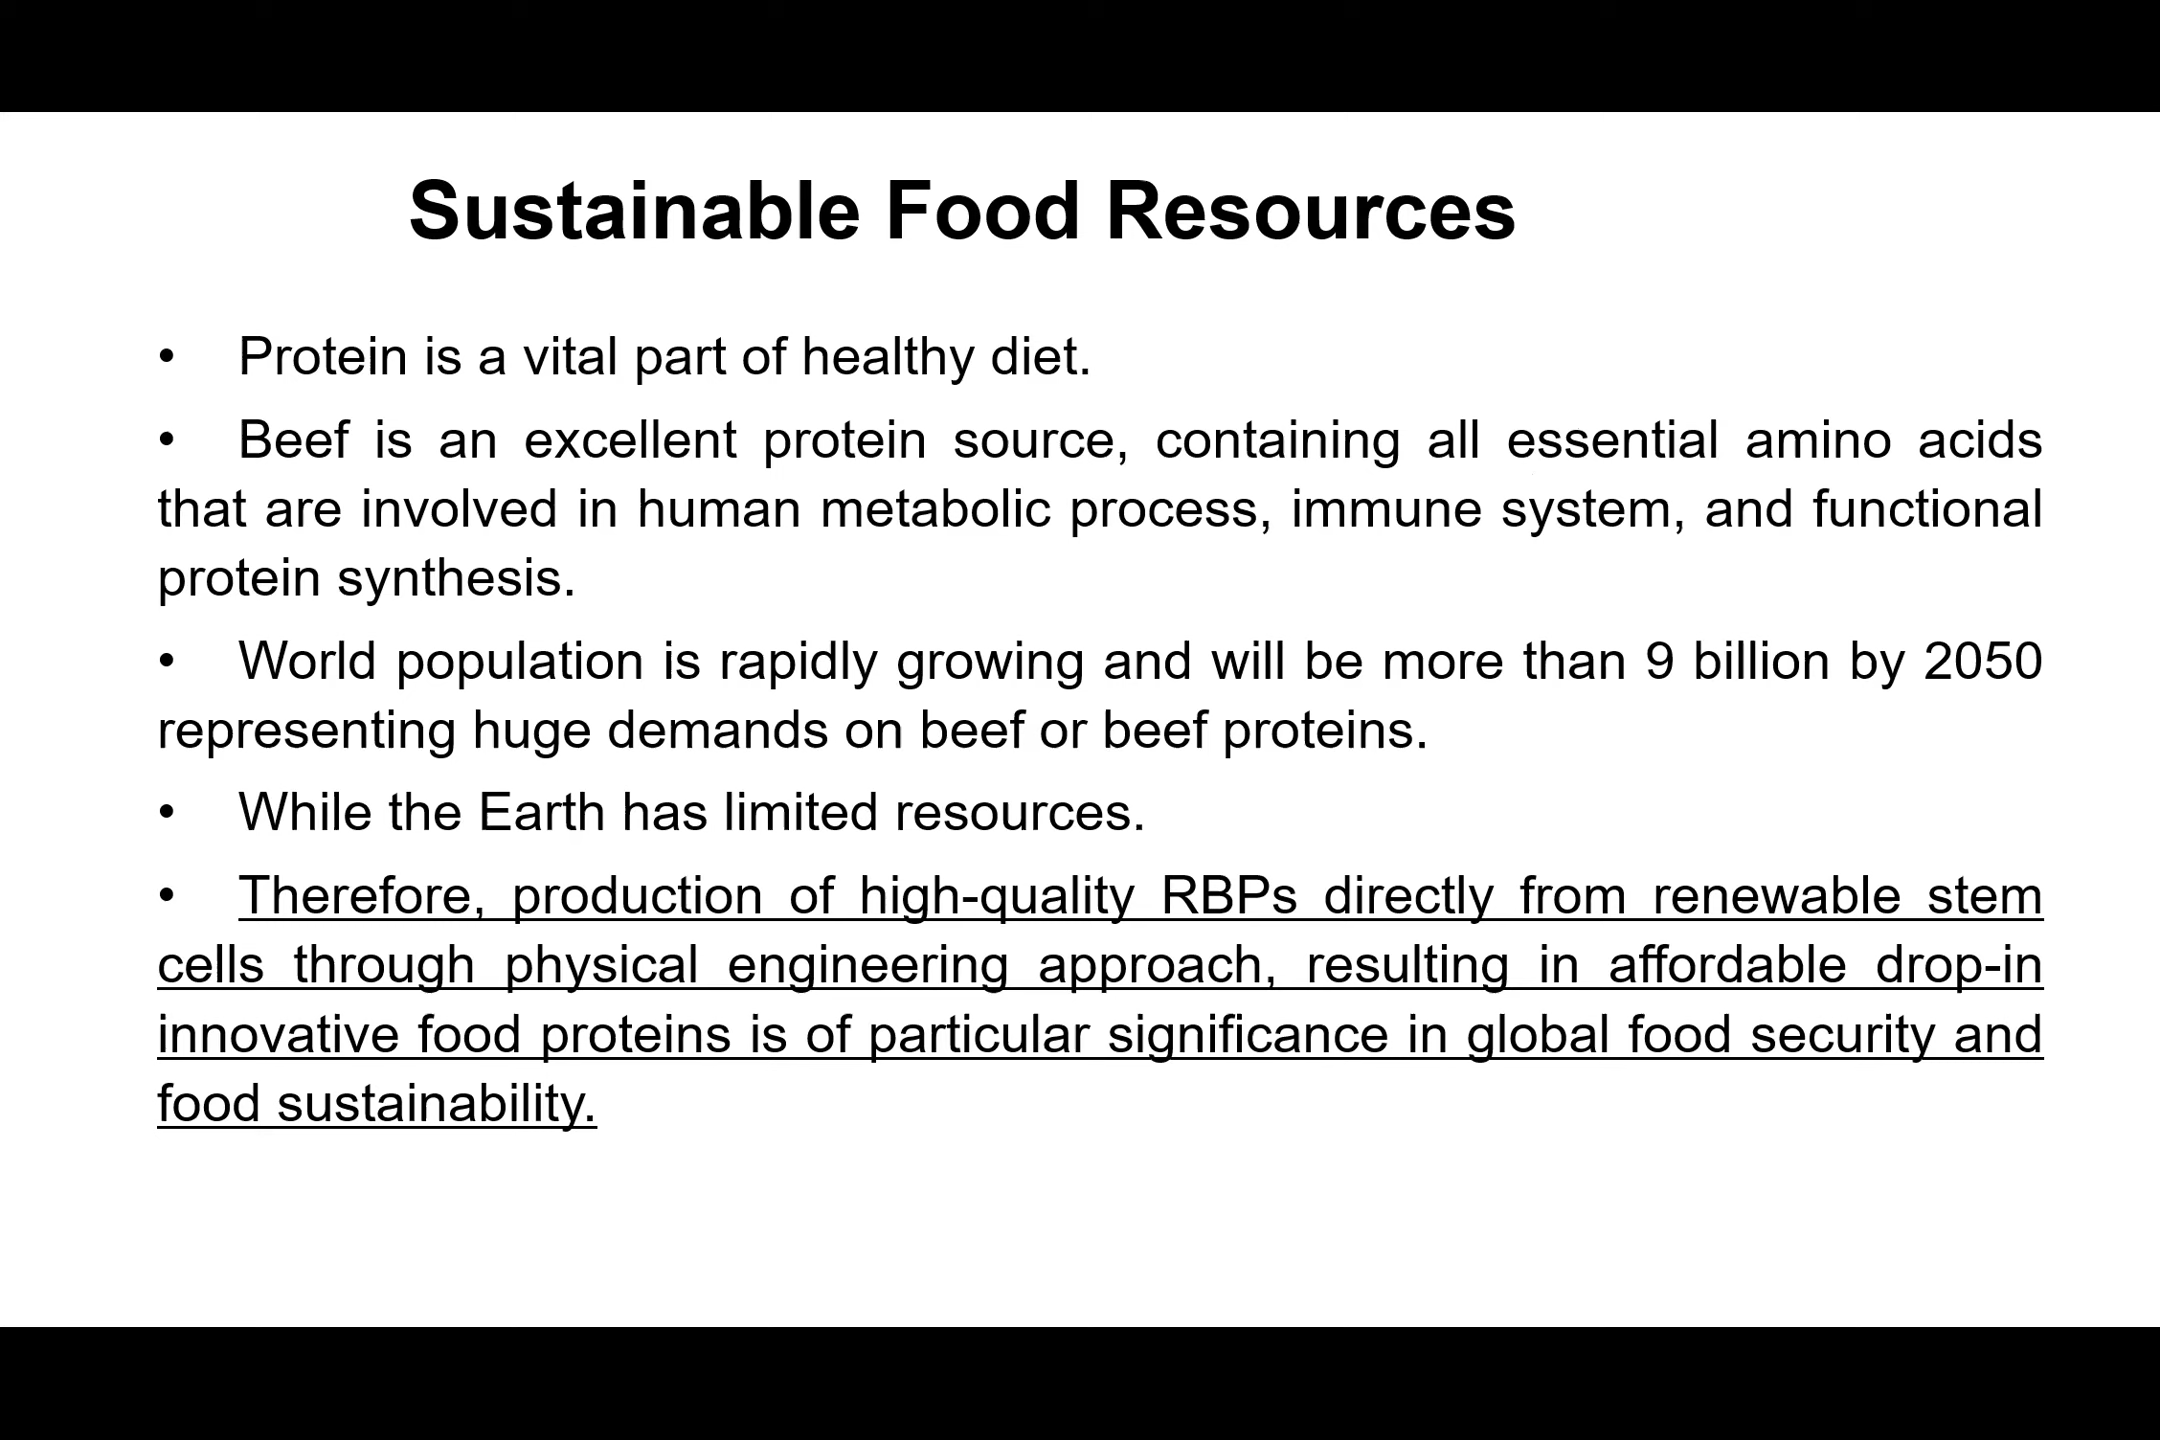 Sustainable Food Resources
• Protein is a vital part of healthy diet.
• Beef is an excellent protein source, containing all essential amino acids
that are involved in human metabolic process, immune system, and functional
protein synthesis.
• World population is rapidly growing and will be more than 9 billion by 2050
representing huge demands on beef or beef proteins.
• While the Earth has limited resources.
• Therefore, production of high-quality RBPs directly from renewable stem
cells through physical engineering approach, resulting in affordable drop-in
innovative food proteins is of particular significance in global food security and
food sustainability.